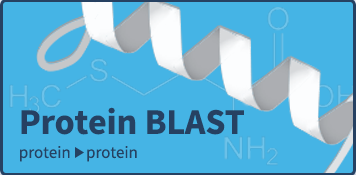 O
S
H₃C
OH
Protein BLAST
NH₂
protein ▶ protein